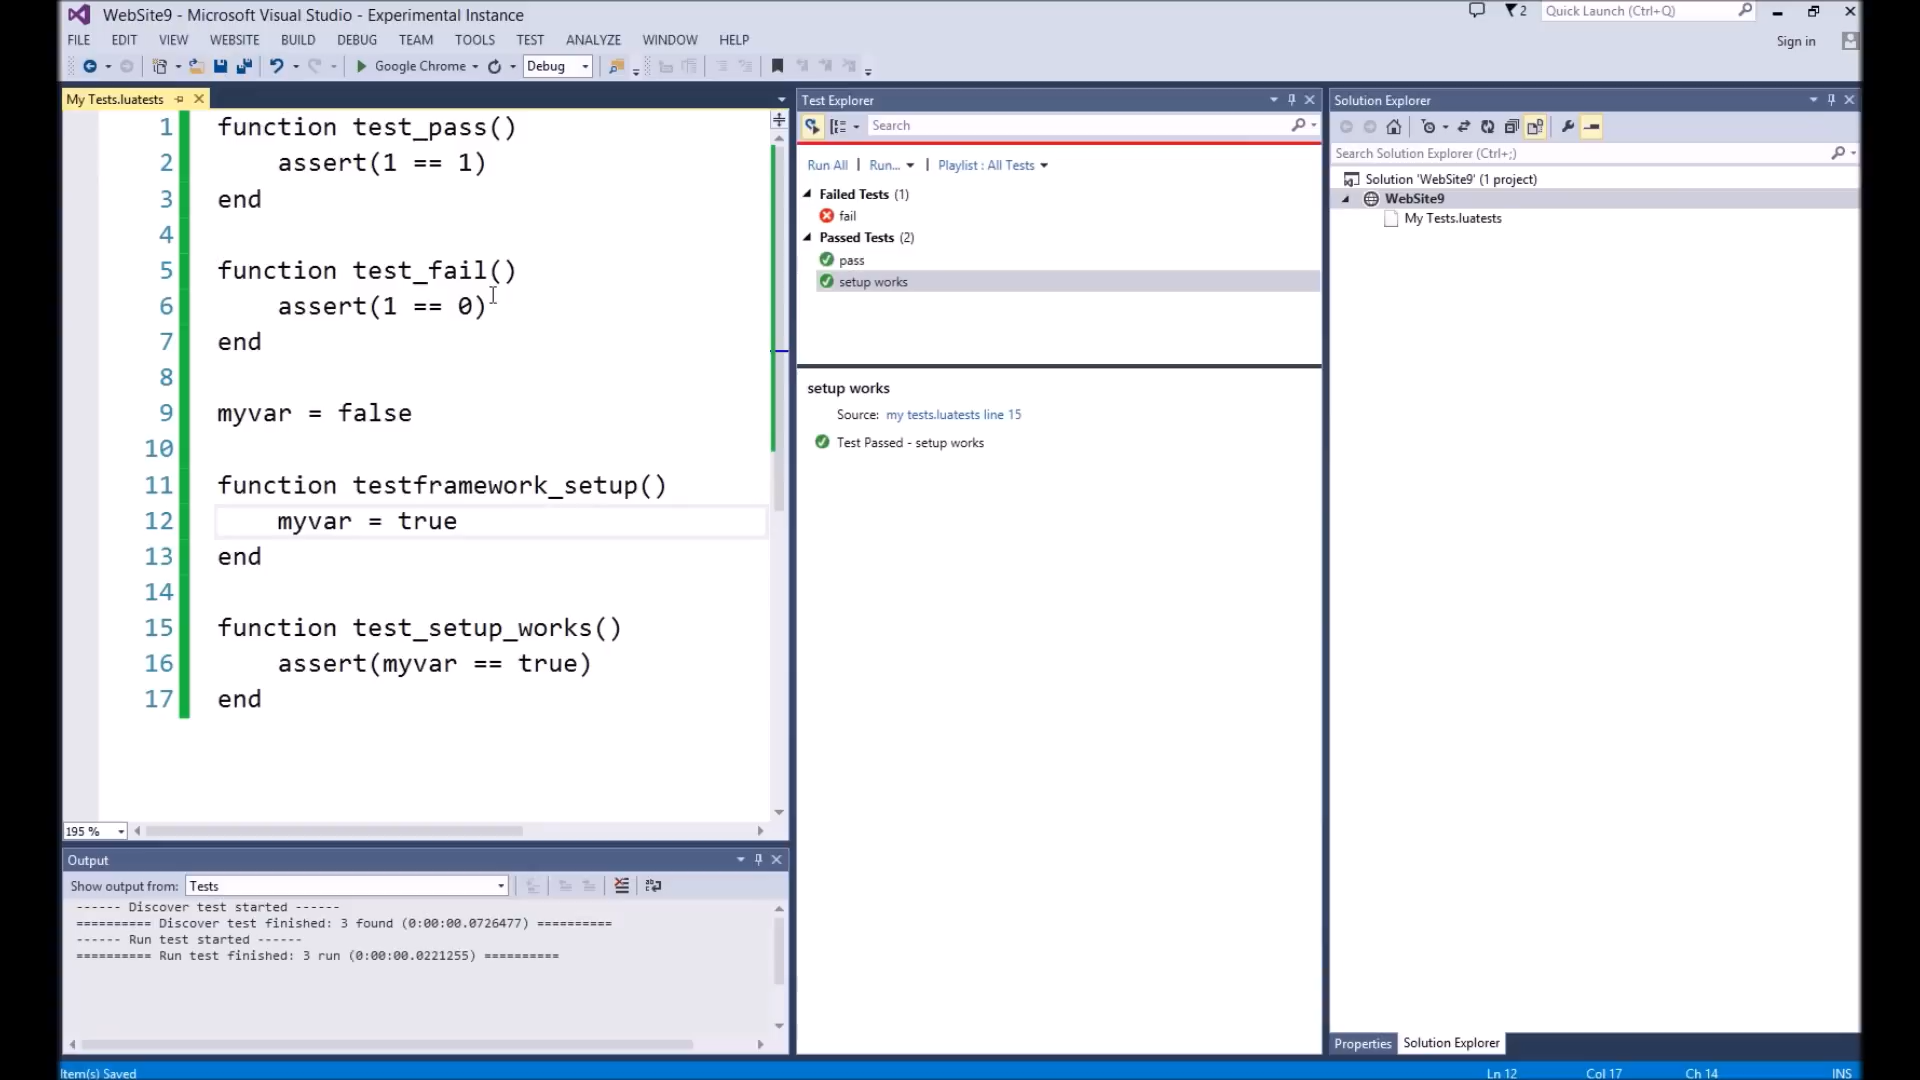 WebSite9 - Microsoft Visual Studio - Experimental Instance
2
Quick Launch (Ctrl+Q)
FILE EDIT VIEW WEBSITE BUILD DEBUG TEAM TOOLS TEST ANALYZE WINDOW HELP
Sign in
Google Chrome
Debug
My Tests.luatests
1 function test_pass()
2 assert(1 == 1)
3 end
4
5 function test_fail()
6 assert(1 == 0)
7 end
8
9 myvar = false
10
11 function testframework_setup()
12 myvar = true
13 end
14
15 function test_setup_works()
16 assert(myvar == true)
17 end
195 %
Output
Show output from: Tests
------ Discover test started ------
========== Discover test finished: 3 found (0:00:00.0726477) ==========
------ Run test started ------
========== Run test finished: 3 run (0:00:00.0221255) ==========
Test Explorer
Search
Run All | Run... | Playlist : All Tests
Failed Tests (1)
fail
Passed Tests (2)
pass
setup works
setup works
Source: my tests.luatests line 15
Test Passed - setup works
Solution Explorer
Search Solution Explorer (Ctrl+;)
Solution 'WebSite9' (1 project)
WebSite9
My Tests.luatests
Properties Solution Explorer
Item(s) Saved
Ln 12 Col 17 Ch 14 INS